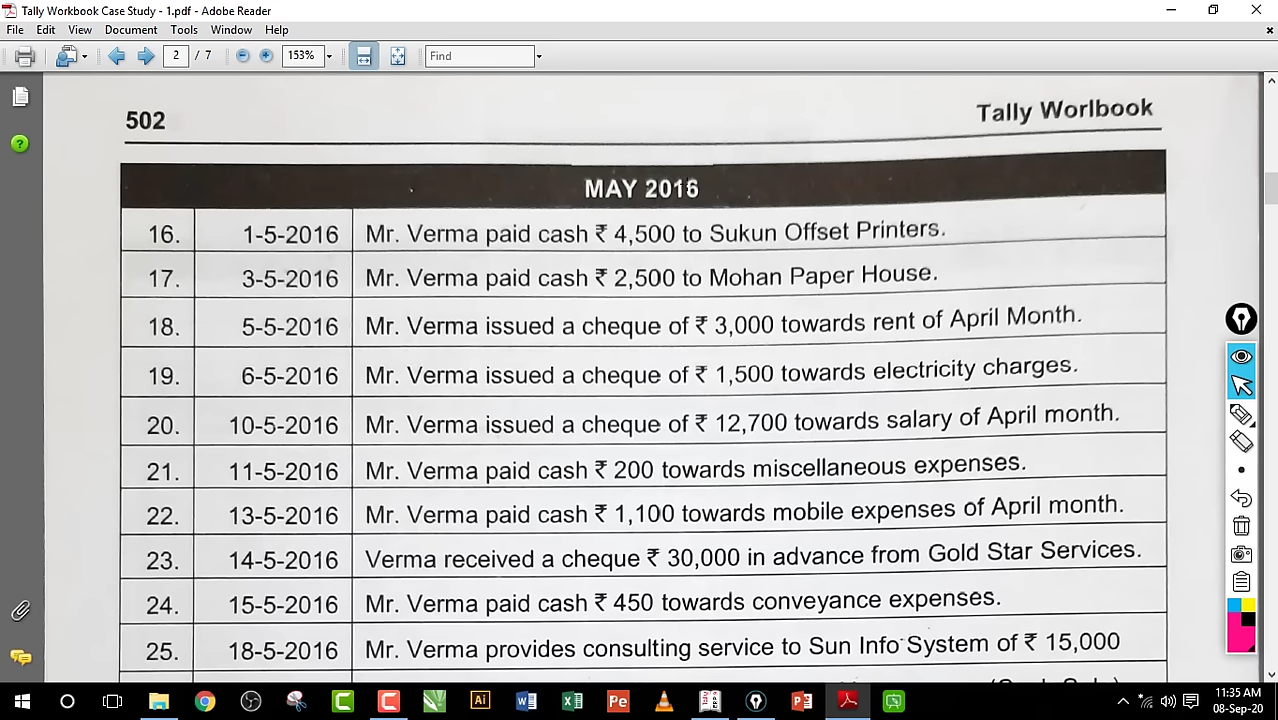 Tally Workbook Case Study - 1.pdf - Adobe Reader
File Edit View Document Tools Window Help
2 / 7 153% Find
502 Tally Worlbook
MAY 2016
16. 1-5-2016 Mr. Verma paid cash ₹ 4,500 to Sukun Offset Printers.
17. 3-5-2016 Mr. Verma paid cash ₹ 2,500 to Mohan Paper House.
18. 5-5-2016 Mr. Verma issued a cheque of ₹ 3,000 towards rent of April Month.
19. 6-5-2016 Mr. Verma issued a cheque of ₹ 1,500 towards electricity charges.
20. 10-5-2016 Mr. Verma issued a cheque of ₹ 12,700 towards salary of April month.
21. 11-5-2016 Mr. Verma paid cash ₹ 200 towards miscellaneous expenses.
22. 13-5-2016 Mr. Verma paid cash ₹ 1,100 towards mobile expenses of April month.
23. 14-5-2016 Verma received a cheque ₹ 30,000 in advance from Gold Star Services.
24. 15-5-2016 Mr. Verma paid cash ₹ 450 towards conveyance expenses.
25. 18-5-2016 Mr. Verma provides consulting service to Sun Info System of ₹ 15,000
11:35 AM
08-Sep-20